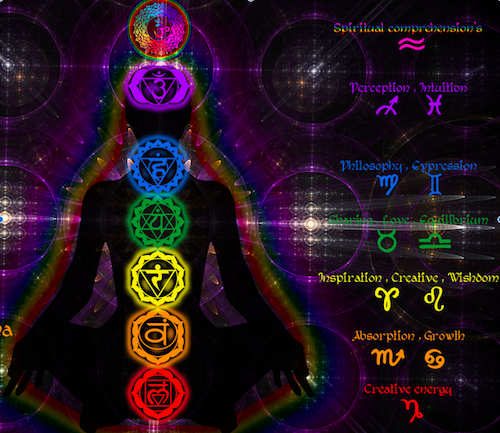 Spiritual comprehension's
♒
Perception , Intuition
♐ ♓
ॐ
Philosophy , Expression
♍ ♊
हं
Sharing , Love , Equilibrium
♉ ♎
यं
Inspiration , Creative , Wishdom
♈ ♌
रं
Absorption , Growth
♏ ♋
वं
Creative energy
♑
लं